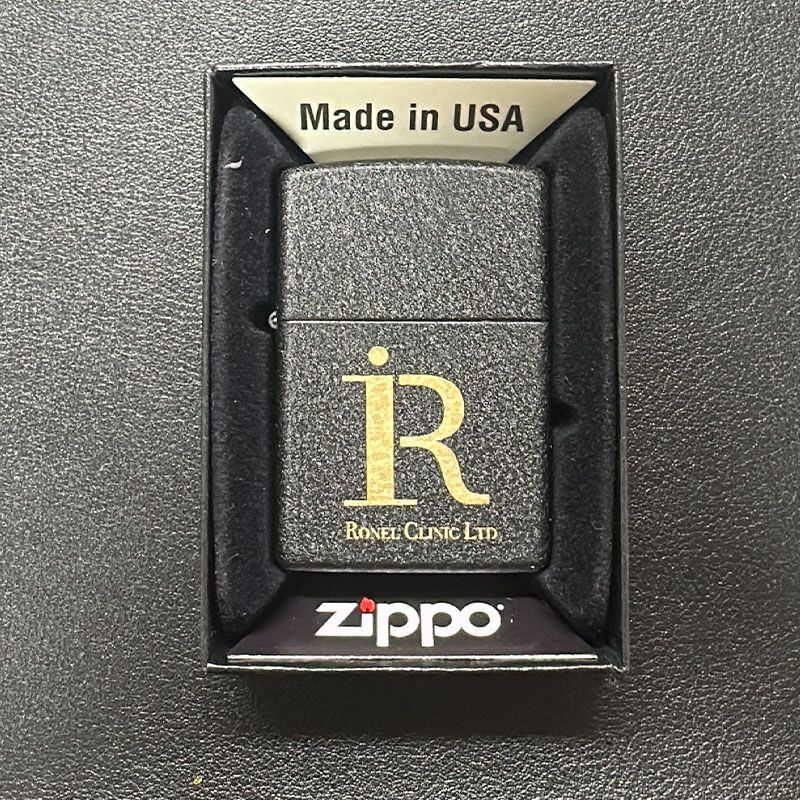 Made in USA
iR
RONEL CLINIC LTD
zippo